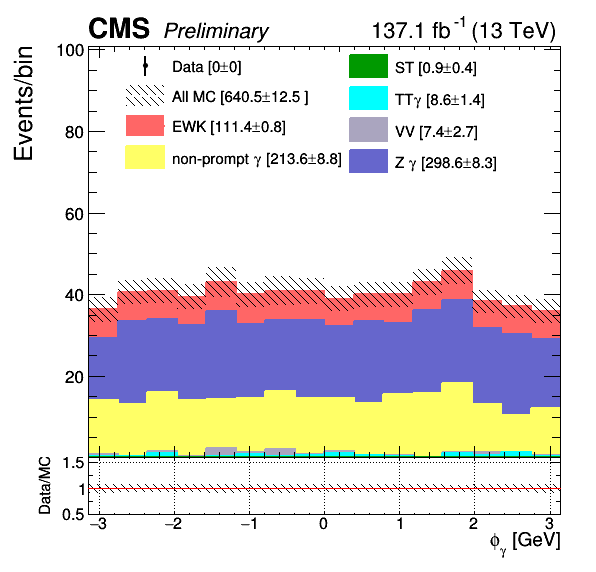 CMS Preliminary 137.1 fb⁻¹ (13 TeV)
Events/bin
100
80
60
40
20
Data [0±0]
All MC [640.5±12.5 ]
EWK [111.4±0.8]
non-prompt γ [213.6±8.8]
ST [0.9±0.4]
TTγ [8.6±1.4]
VV [7.4±2.7]
Z γ [298.6±8.3]
Data/MC
1.5
1
0.5
−3 −2 −1 0 1 2 3
ϕγ [GeV]